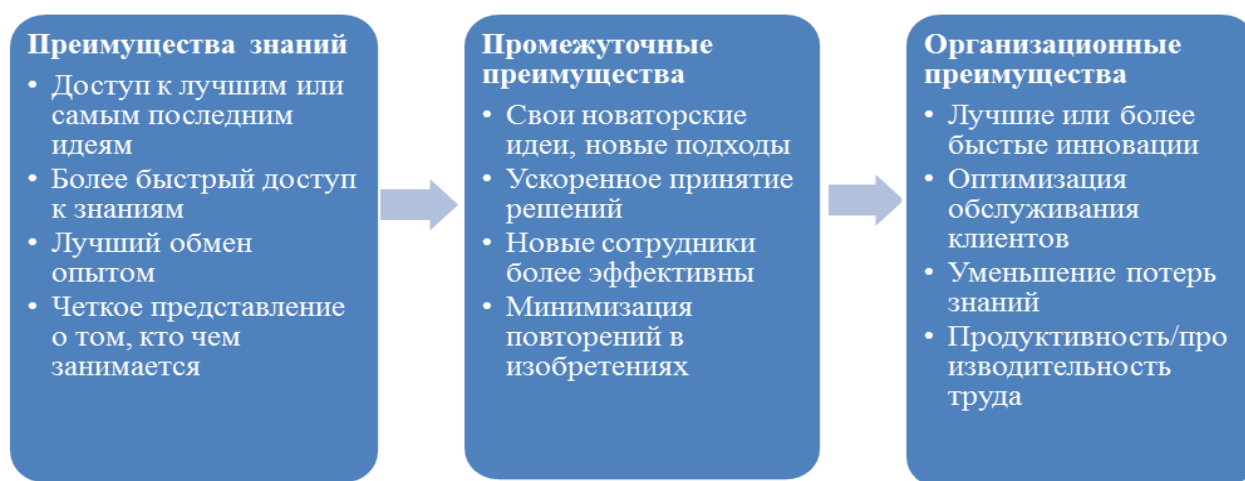 Преимущества знаний
• Доступ к лучшим или
самым последним
идеям
• Более быстрый доступ
к знаниям
• Лучший обмен
опытом
• Четкое представление
о том, кто чем
занимается
Промежуточные
преимущества
• Свои новаторские
идеи, новые подходы
• Ускоренное принятие
решений
• Новые сотрудники
более эффективны
• Минимизация
повторений в
изобретениях
Организационные
преимущества
• Лучшие или более
быстые инновации
• Оптимизация
обслуживания
клиентов
• Уменьшение потерь
знаний
• Продуктивность/про
изводительность
труда